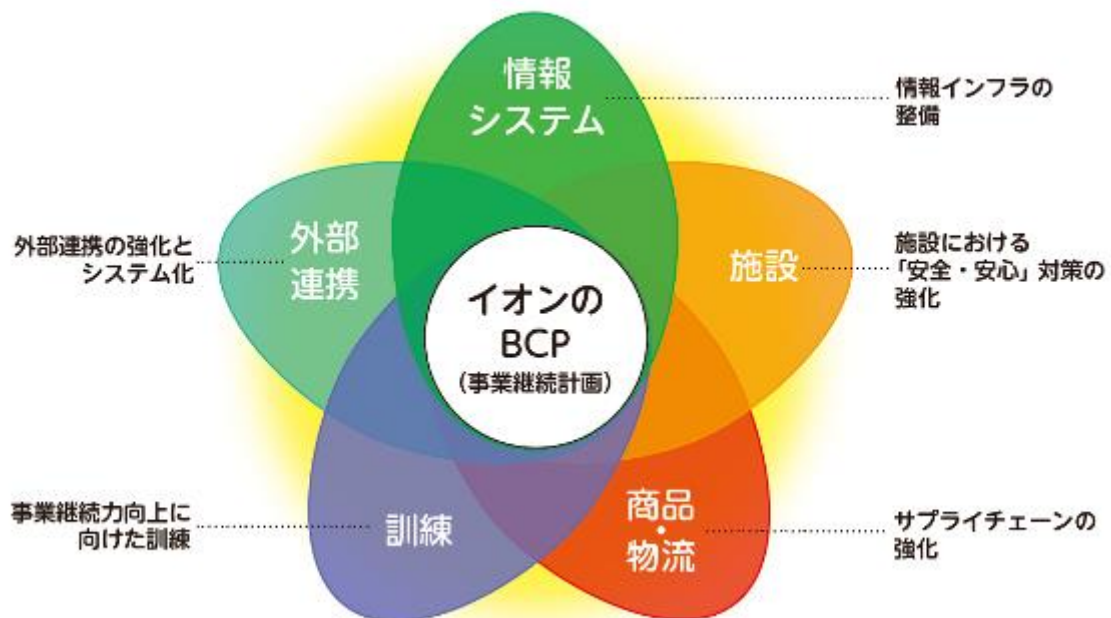 情報
システム
情報インフラの
整備
外部
連携
外部連携の強化と
システム化
施設
施設における
「安全・安心」対策の
強化
イオンの
BCP
（事業継続計画）
事業継続力向上に
向けた訓練
訓練
商品
・
物流
サプライチェーンの
強化